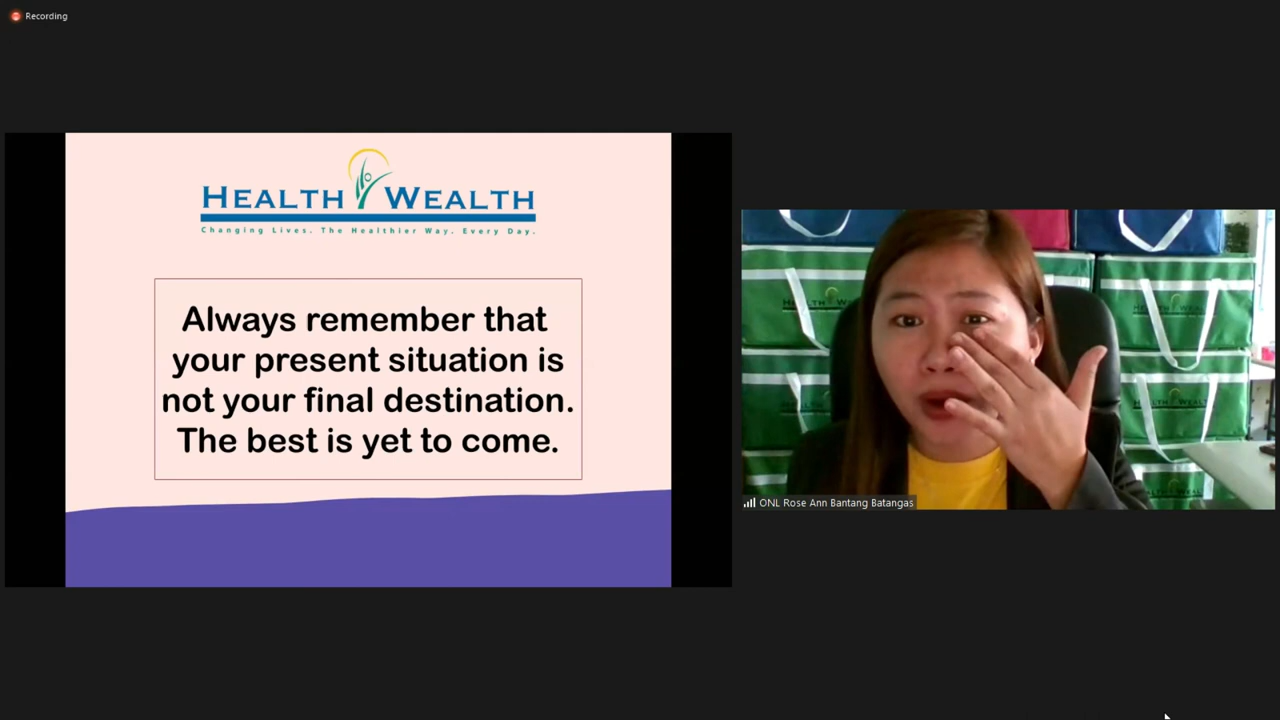 Recording
HEALTH WEALTH
Changing Lives. The Healthier Way. Every Day.
Always remember that
your present situation is
not your final destination.
The best is yet to come.
ONL Rose Ann Bantang Batangas